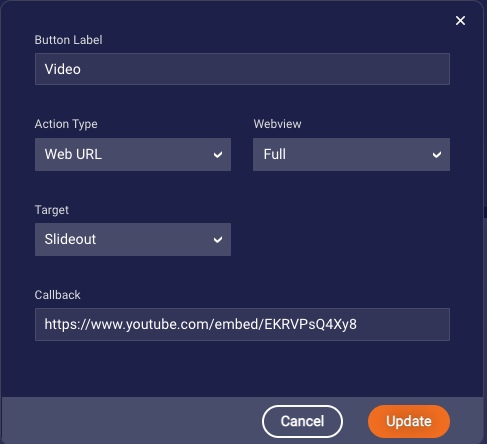 Button Label
Video
Action Type
Webview
Web URL
Full
Target
Slideout
Callback
https://www.youtube.com/embed/EKRVPsQ4Xy8
Cancel
Update